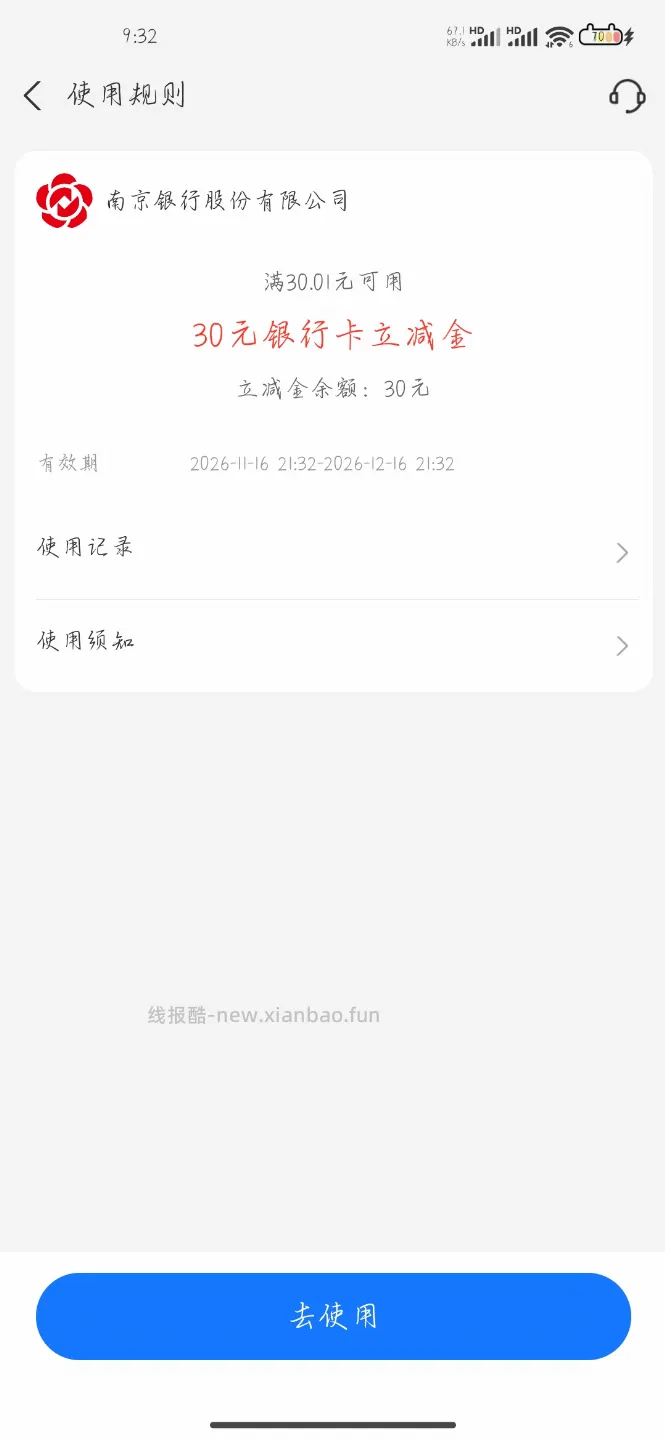 9:32
67.1 KB/s HD HD 6 70
使用规则
南京银行股份有限公司
满30.01元可用
30元银行卡立减金
立减金余额：30元
有效期 2026-11-16 21:32-2026-12-16 21:32
使用记录
使用须知
线报酷-new.xianbao.fun
去使用